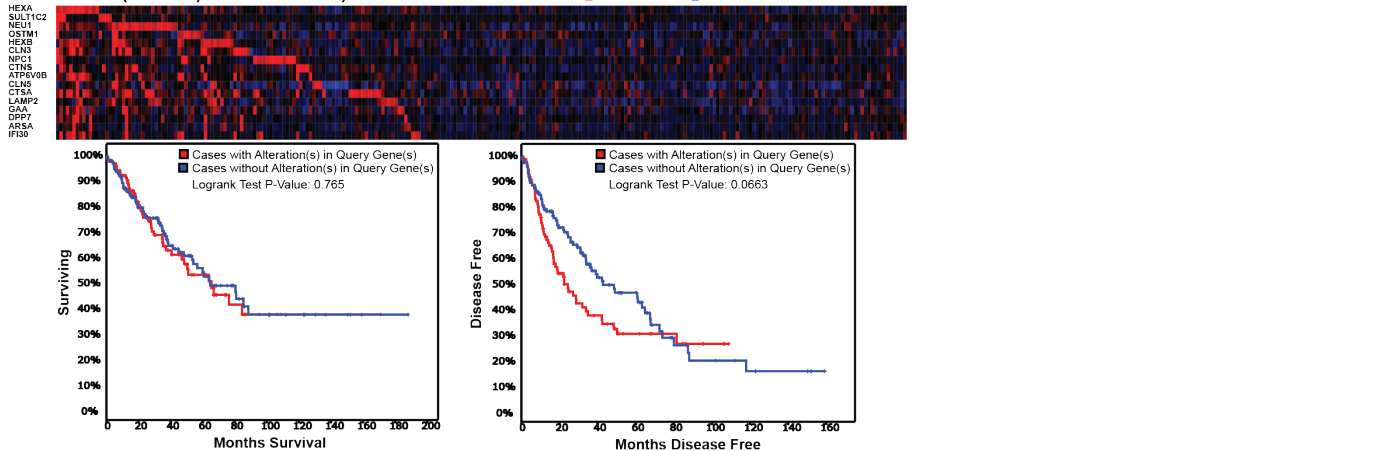 HEXA
SULT1C2
NEU1
OSTM1
HEXB
CLN3
NPC1
CTNS
ATP6V0B
CLN5
CTSA
LAMP2
GAA
DPP7
ARSA
IFI30
Cases with Alteration(s) in Query Gene(s)
Cases without Alteration(s) in Query Gene(s)
Logrank Test P-Value: 0.765
100%
90%
80%
70%
60%
50%
40%
30%
20%
10%
0%
Surviving
0 20 40 60 80 100 120 140 160 180 200
Months Survival
Cases with Alteration(s) in Query Gene(s)
Cases without Alteration(s) in Query Gene(s)
Logrank Test P-Value: 0.0663
100%
90%
80%
70%
60%
50%
40%
30%
20%
10%
0%
Disease Free
0 20 40 60 80 100 120 140 160
Months Disease Free